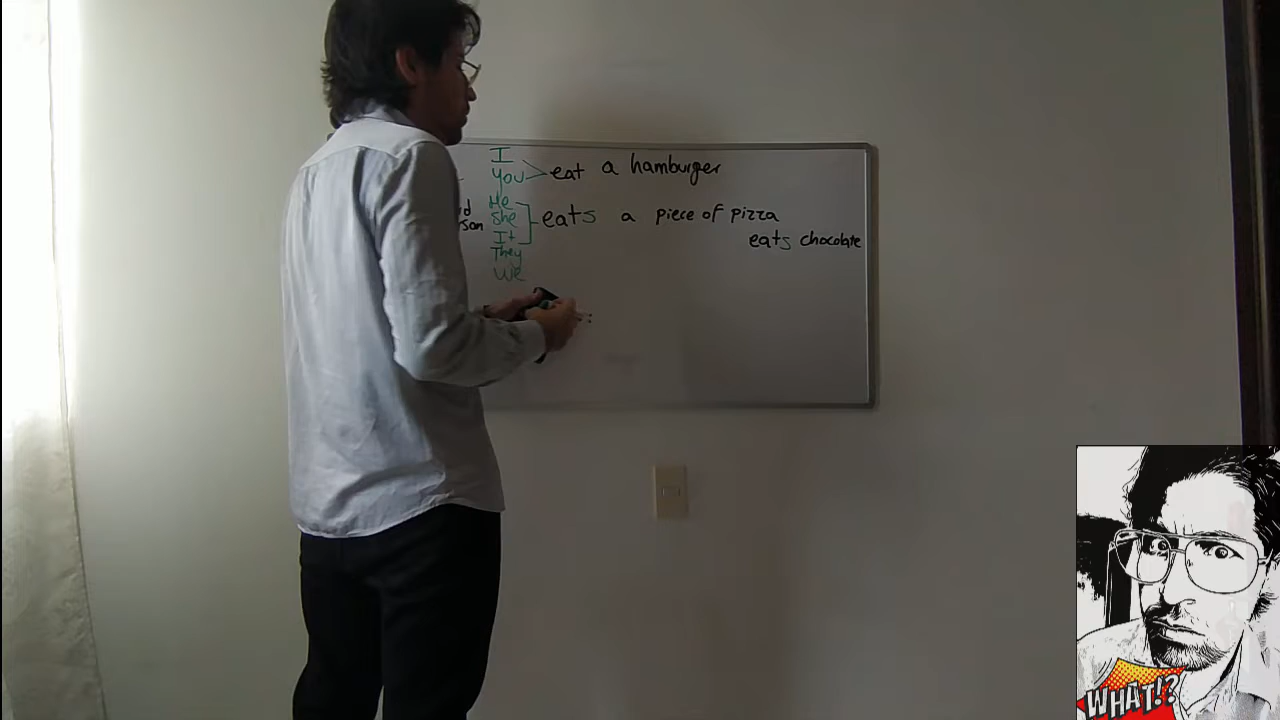 I
You
eat a hamburger
He
She
It
eats a piece of pizza
eats chocolate
They
We
WHAT!?